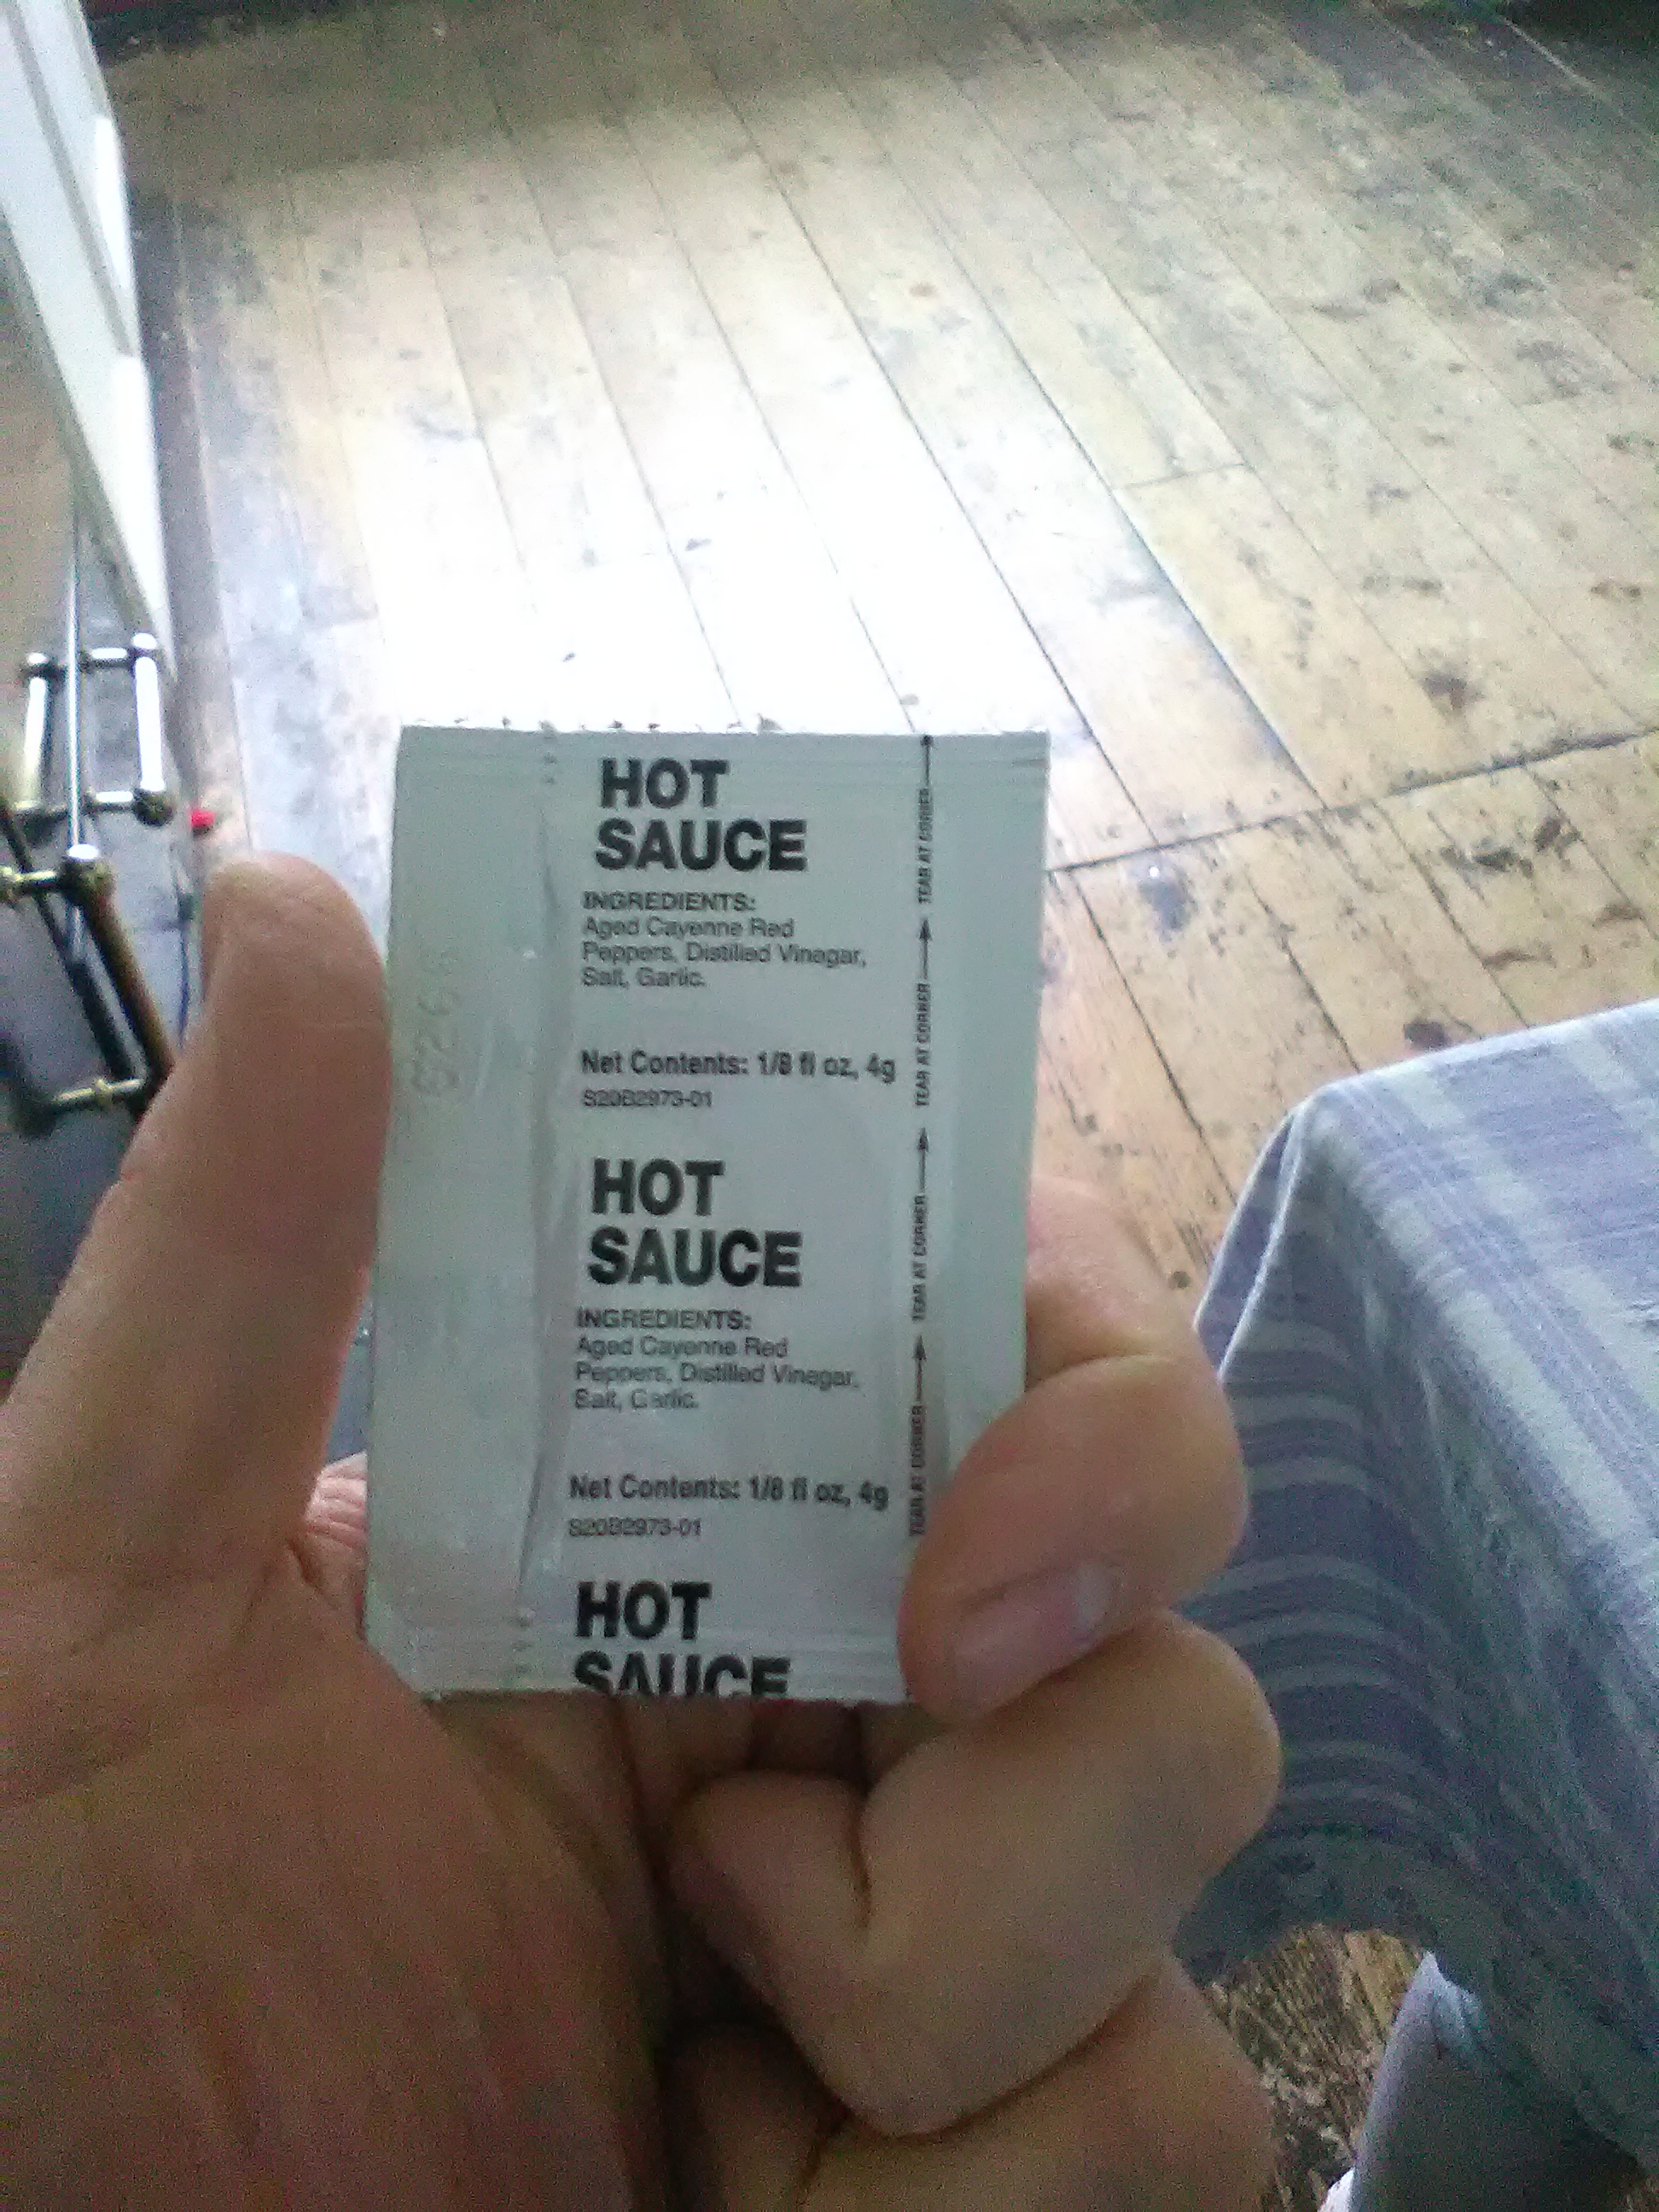 HOT
SAUCE
INGREDIENTS:
Aged Cayenne Red
Peppers, Distilled Vinegar,
Salt, Garlic.
Net Contents: 1/8 fl oz, 4g
S20B2973-01
HOT
SAUCE
INGREDIENTS:
Aged Cayenne Red
Peppers, Distilled Vinegar,
Salt, Garlic.
Net Contents: 1/8 fl oz, 4g
S20B2973-01
HOT
SAUCE
TEAR AT CORNER
TEAR AT CORNER
TEAR AT CORNER
TEAR AT CORNER